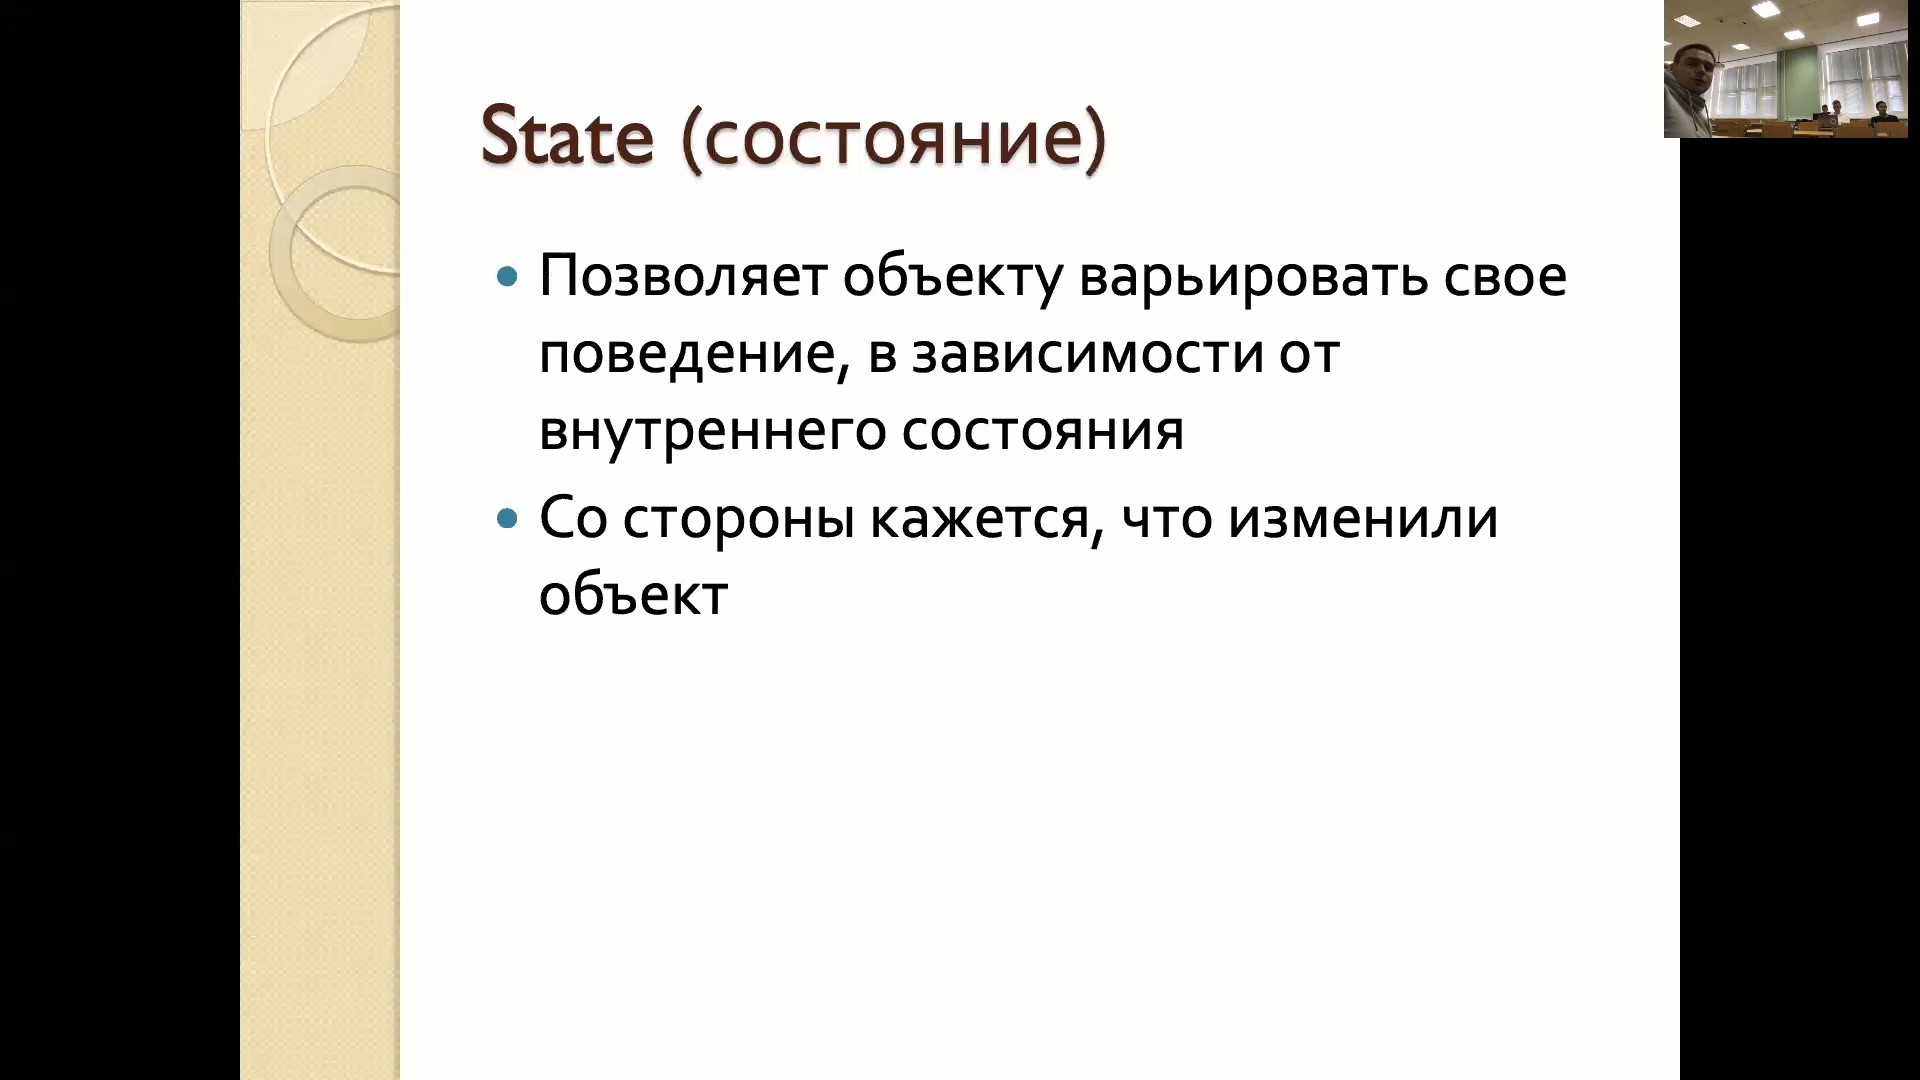 State (состояние)
• Позволяет объекту варьировать свое
поведение, в зависимости от
внутреннего состояния
• Со стороны кажется, что изменили
объект